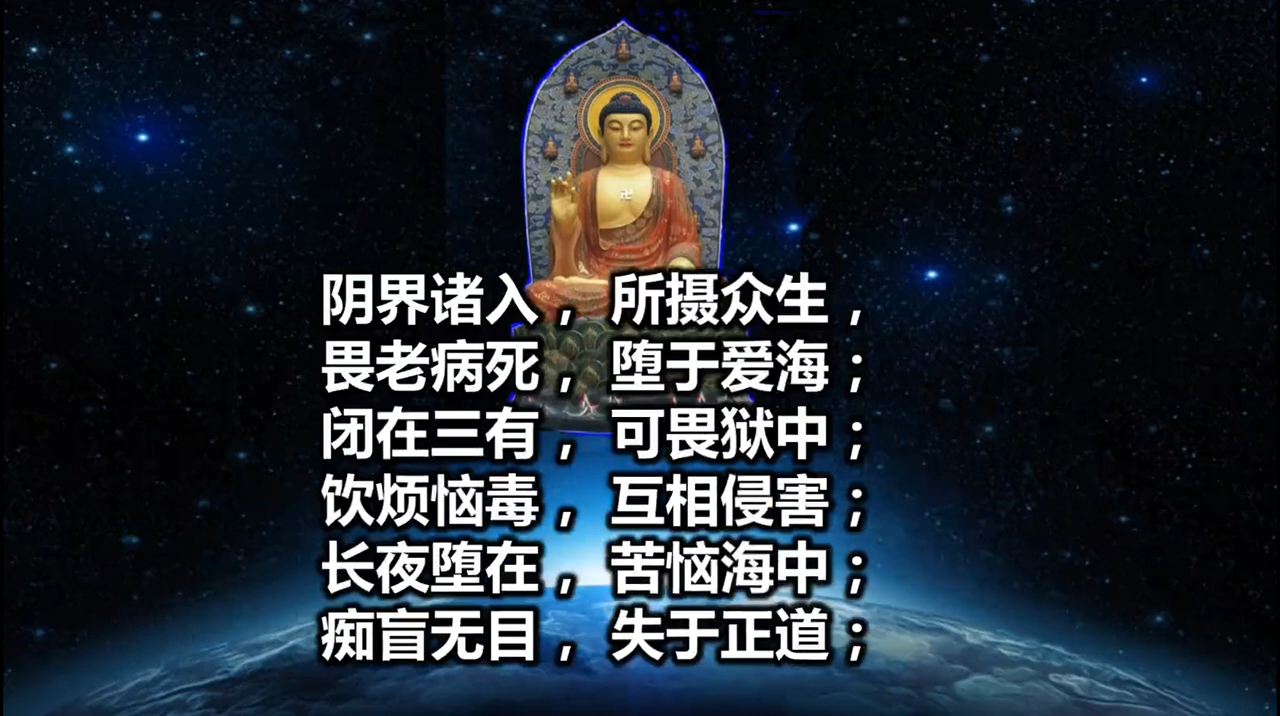 阴界诸入， 所摄众生，
畏老病死， 堕于爱海；
闭在三有， 可畏狱中；
饮烦恼毒， 互相侵害；
长夜堕在， 苦恼海中；
痴盲无目， 失于正道；